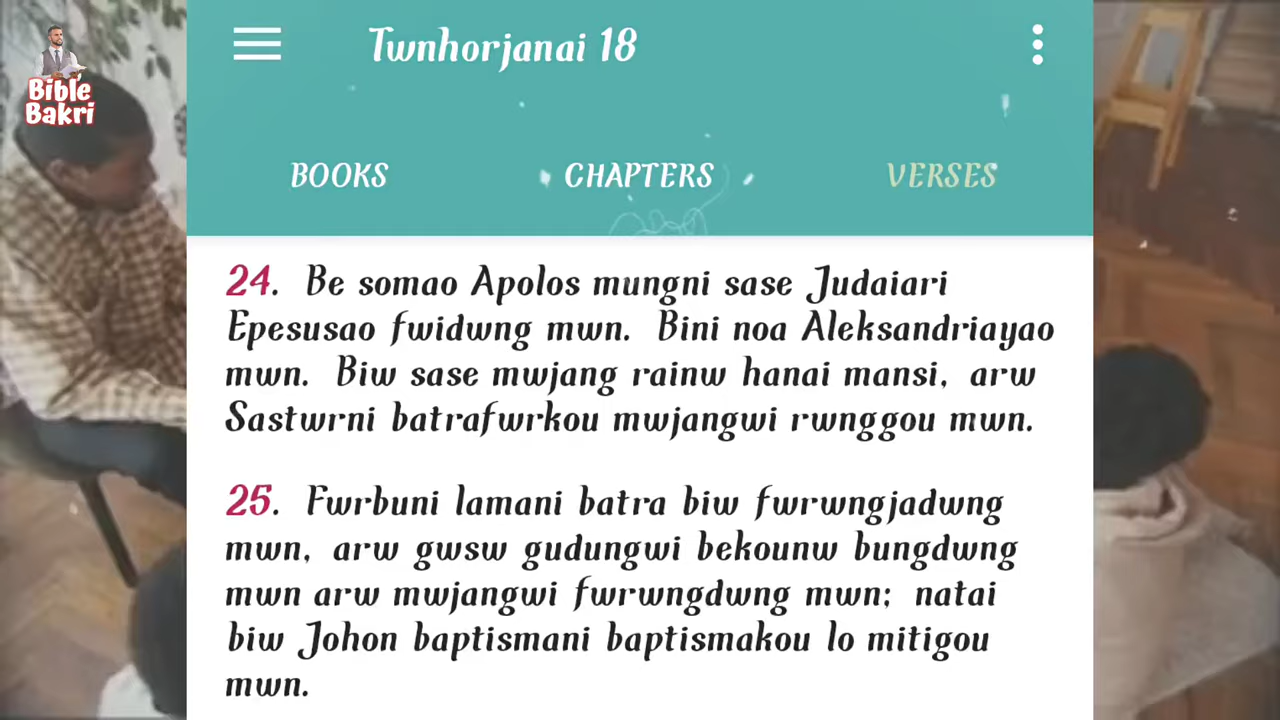 Bible
Bakri
Twnhorjanai 18
BOOKS CHAPTERS VERSES
24. Be somao Apolos mungni sase Judaiari
Epesusao fwidwng mwn. Bini noa Aleksandriayao
mwn. Biw sase mwjang rainw hanai mansi, arw
Sastwrni batrafwrkou mwjangwi rwnggou mwn.
25. Fwrbuni lamani batra biw fwrwngjadwng
mwn, arw gwsw gudungwi bekounw bungdwng
mwn arw mwjangwi fwrwngdwng mwn; natai
biw Johon baptismani baptismakou lo mitigou
mwn.